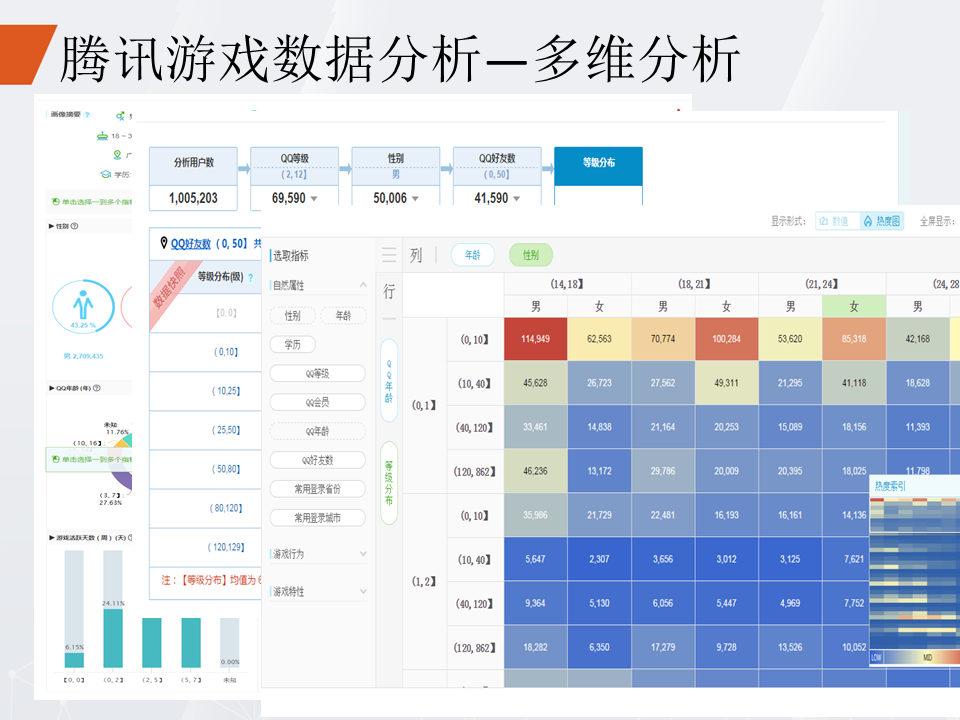 腾讯游戏数据分析—多维分析
画像摘要 ?
18 ~ 3
学历:
单击选择一到多个指标
性别 ?
43.25 %
男 2,709,435
QQ年龄 (年) ?
未知
11.76%
( 10, 16 】:
单击选择一到多个指标
( 3, 7 】:
27.63%
游戏活跃天数 ( 周 ) (天)
6.15%
24.11%
0.00%
【0, 0】 (0, 2】 (2, 5】 (5, 7】 未知
分析用户数 QQ等级 性别 QQ好友数 等级分布
( 2, 12】 男 ( 0, 50】
1,005,203 69,590 50,006 41,590
QQ好友数 ( 0, 50】 共
数据快照
等级分布(级) ?
【0, 0】
( 0,10】
( 10,25】
( 25,50】
( 50,80】
( 80,120】
( 120,129】
注：【等级分布】均值为 6
显示形式： 数值 热度图 全屏显示：
选取指标
自然属性
性别 年龄
学历
QQ等级
QQ会员
QQ年龄
QQ好友数
常用登录省份
常用登录城市
游戏行为
游戏特性
列 年龄 性别
行
QQ年龄
等级分布
(14, 18】 (18, 21】 (21, 24】 (24, 28
男 女 男 女 男 女 男
(0, 1】
(0, 10】 114,949 62,563 70,774 100,284 53,620 85,318 42,168
(10, 40】 45,628 26,723 27,562 49,311 21,295 41,118 18,628
(40, 120】 33,461 14,838 21,164 20,253 15,089 18,156 11,393
(120, 862】 46,236 13,172 29,786 20,009 20,395 18,025 11,798
(1, 2】
(0, 10】 35,986 21,729 22,481 16,193 16,161 14,136
(10, 40】 5,647 2,307 3,656 3,012 3,125 7,621
(40, 120】 9,364 5,130 6,056 5,447 4,969 7,752
(120, 862】 18,282 6,350 17,279 9,728 13,526 10,052
热度索引
LOW MID